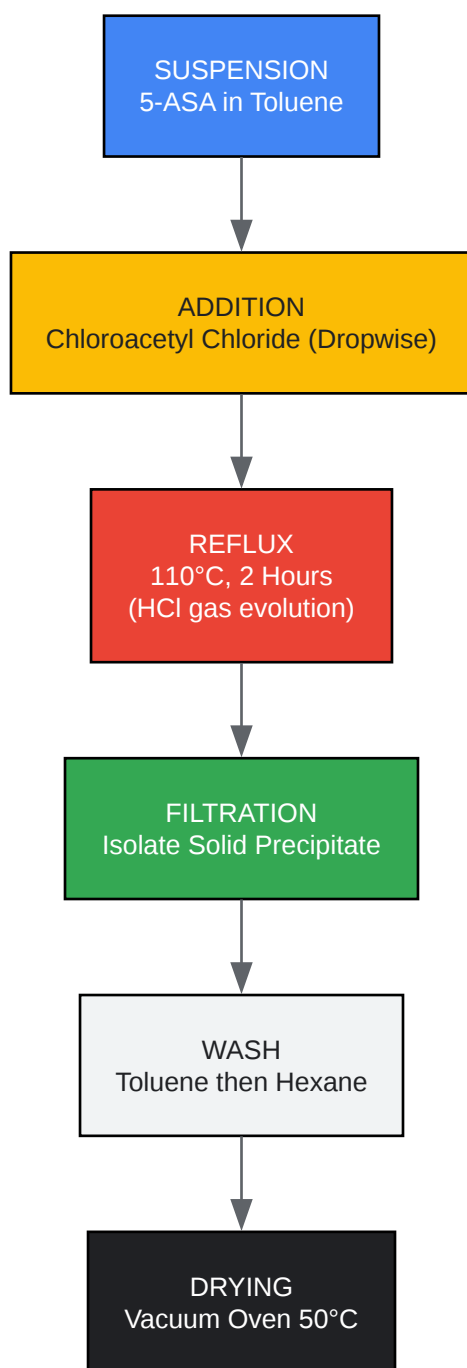 SUSPENSION
5-ASA in Toluene
ADDITION
Chloroacetyl Chloride (Dropwise)
REFLUX
110°C, 2 Hours
(HCl gas evolution)
FILTRATION
Isolate Solid Precipitate
WASH
Toluene then Hexane
DRYING
Vacuum Oven 50°C